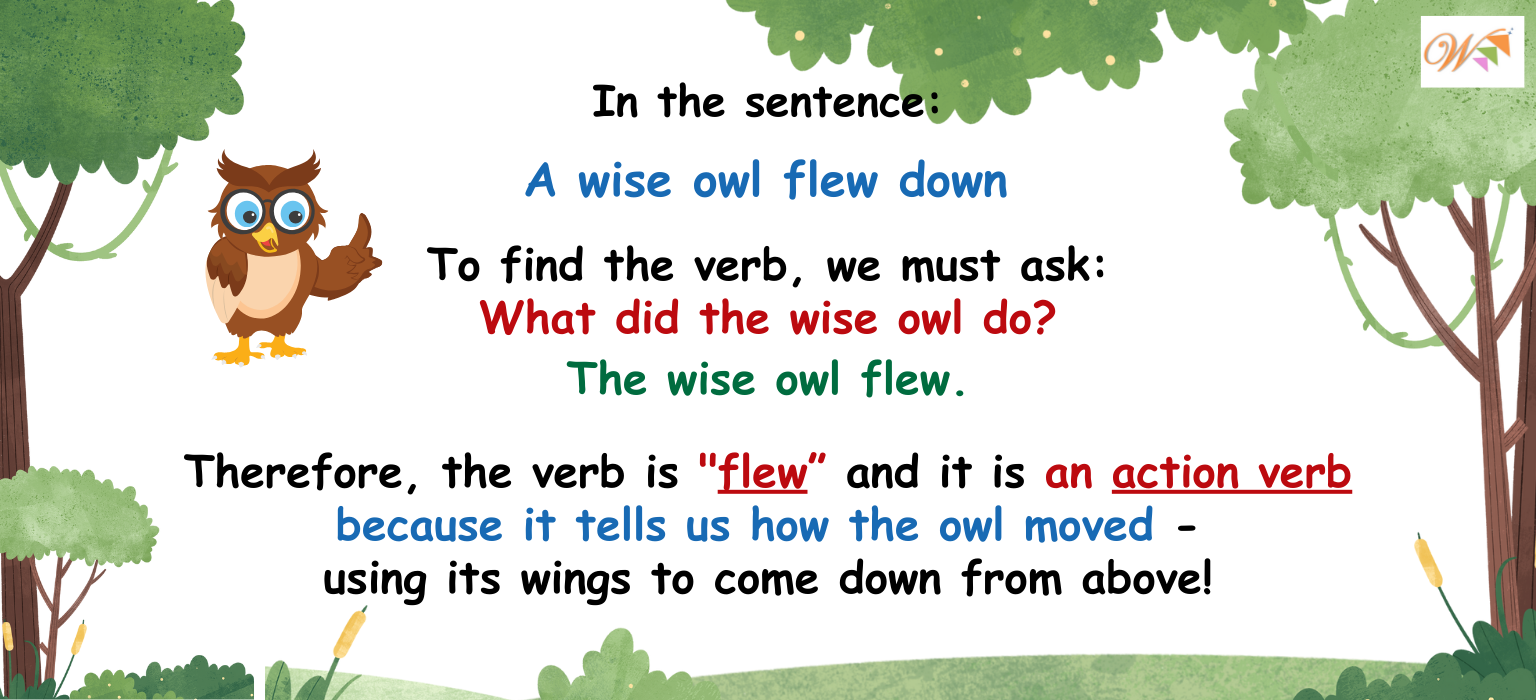 In the sentence:
A wise owl flew down
To find the verb, we must ask:
What did the wise owl do?
The wise owl flew.
Therefore, the verb is "flew” and it is an action verb
because it tells us how the owl moved -
using its wings to come down from above!
W